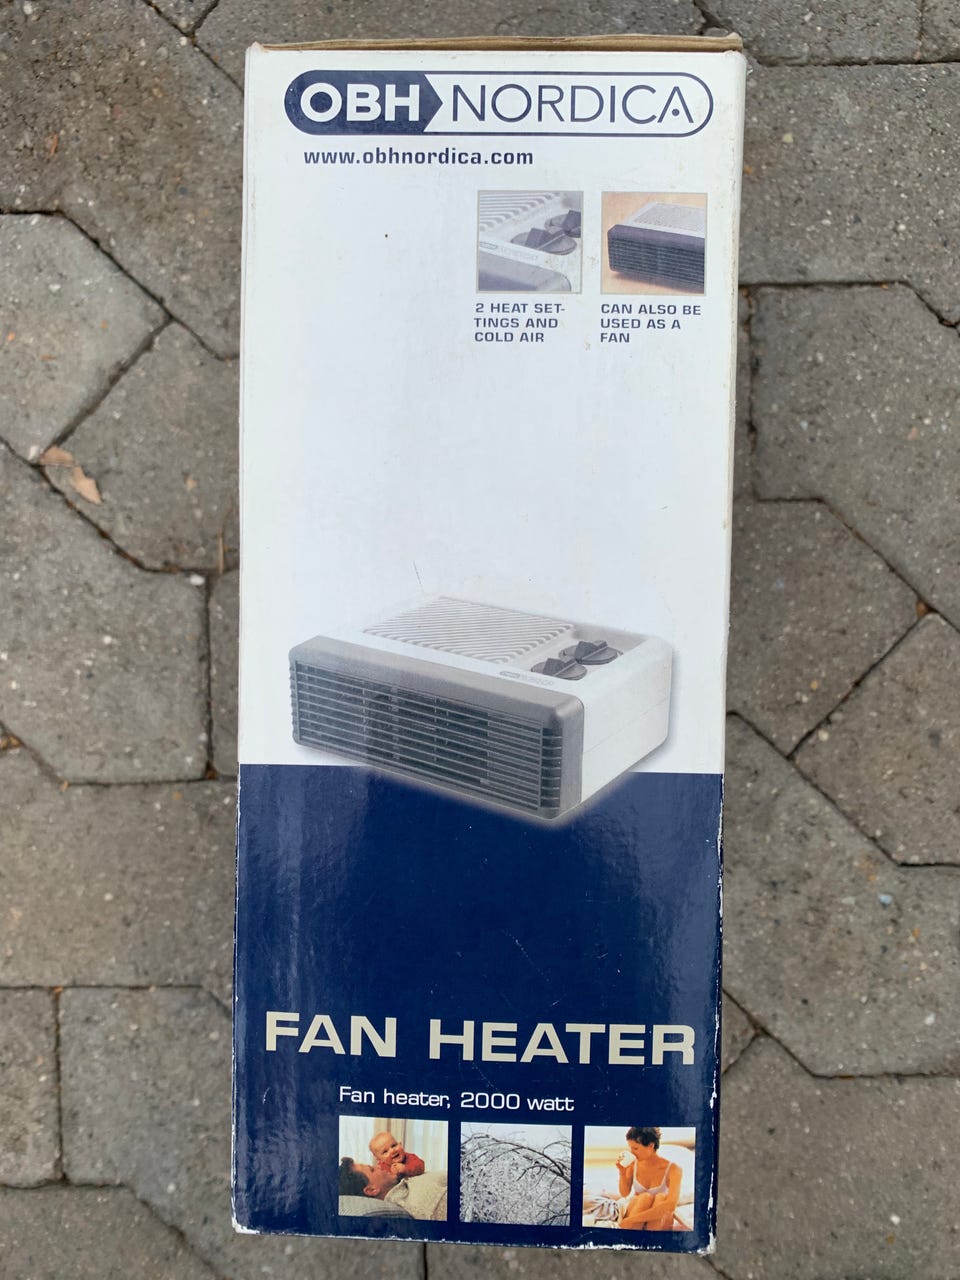 OBH NORDICA
www.obhnordica.com
2 HEAT SET-
TINGS AND
COLD AIR
CAN ALSO BE
USED AS A
FAN
FAN HEATER
Fan heater, 2000 watt